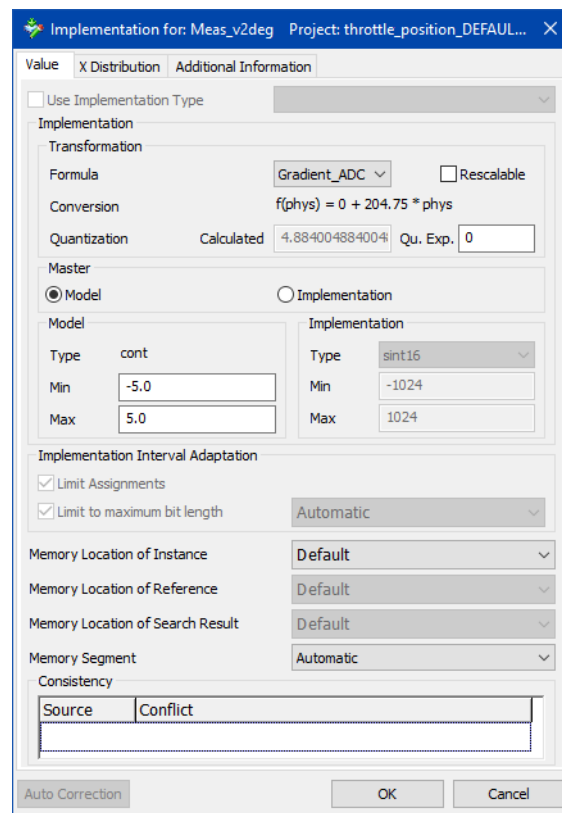 Implementation for: Meas_v2deg Project: throttle_position_DEFAUL...
Value X Distribution Additional Information
Use Implementation Type
Implementation
Transformation
Formula Gradient_ADC Rescalable
Conversion f(phys) = 0 + 204.75 * phys
Quantization Calculated 4.884004884004 Qu. Exp. 0
Master
Model Implementation
Model Implementation
Type cont Type sint16
Min -5.0 Min -1024
Max 5.0 Max 1024
Implementation Interval Adaptation
Limit Assignments
Limit to maximum bit length Automatic
Memory Location of Instance Default
Memory Location of Reference Default
Memory Location of Search Result Default
Memory Segment Automatic
Consistency
Source Conflict
Auto Correction OK Cancel